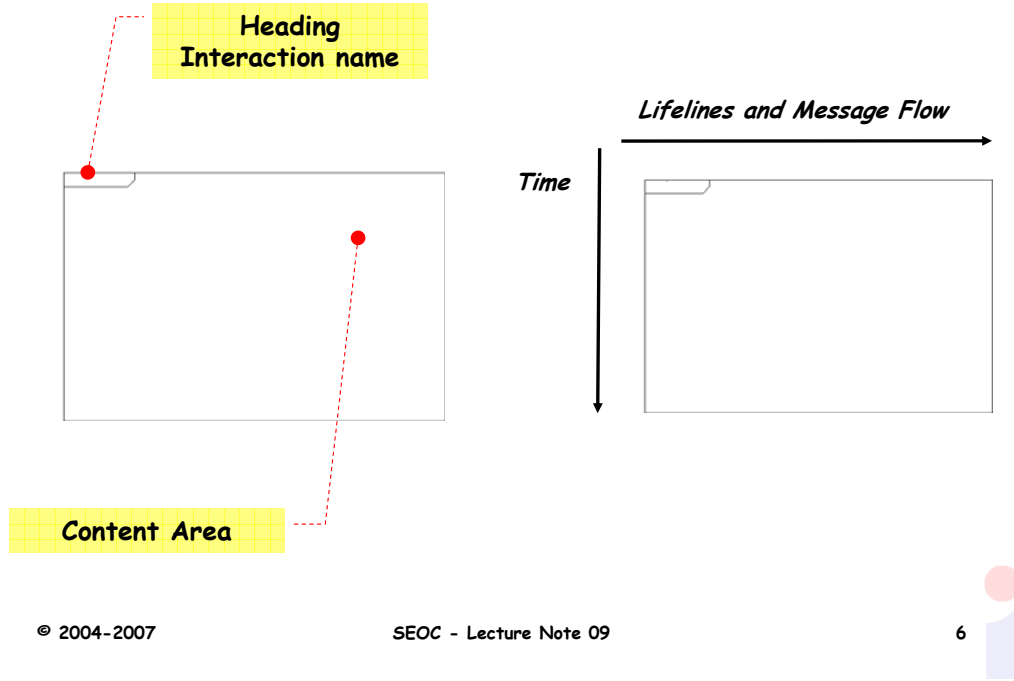 Heading
Interaction name
Lifelines and Message Flow
Time
Content Area
© 2004-2007
SEOC - Lecture Note 09
6